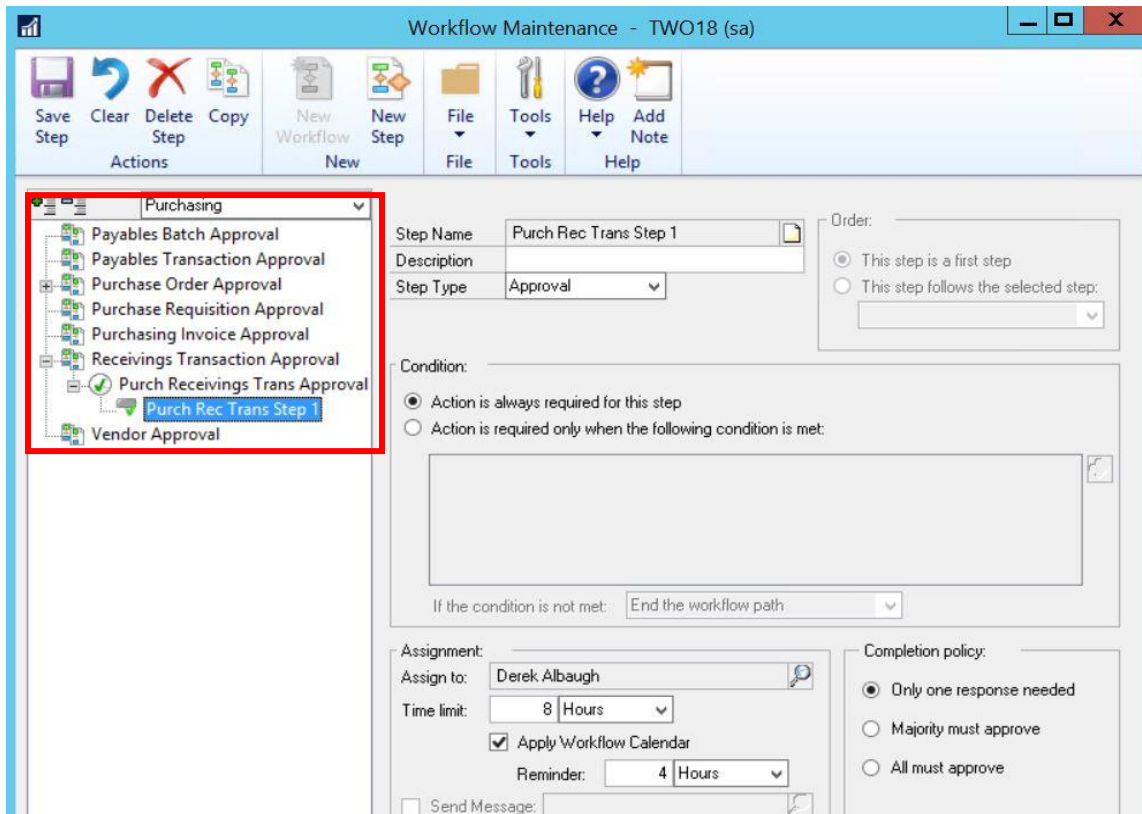 Workflow Maintenance - TWO18 (sa)
Save Step
Clear
Delete Step
Copy
New Workflow
New Step
File
Tools
Help
Add Note
Actions
New
File
Tools
Help
Purchasing
Payables Batch Approval
Payables Transaction Approval
Purchase Order Approval
Purchase Requisition Approval
Purchasing Invoice Approval
Receivings Transaction Approval
Purch Receivings Trans Approval
Purch Rec Trans Step 1
Vendor Approval
Step Name Purch Rec Trans Step 1
Description
Step Type Approval
Order:
This step is a first step
This step follows the selected step:
Condition:
Action is always required for this step
Action is required only when the following condition is met:
If the condition is not met: End the workflow path
Assignment:
Assign to: Derek Albaugh
Time limit: 8 Hours
Apply Workflow Calendar
Reminder: 4 Hours
Send Message:
Completion policy:
Only one response needed
Majority must approve
All must approve